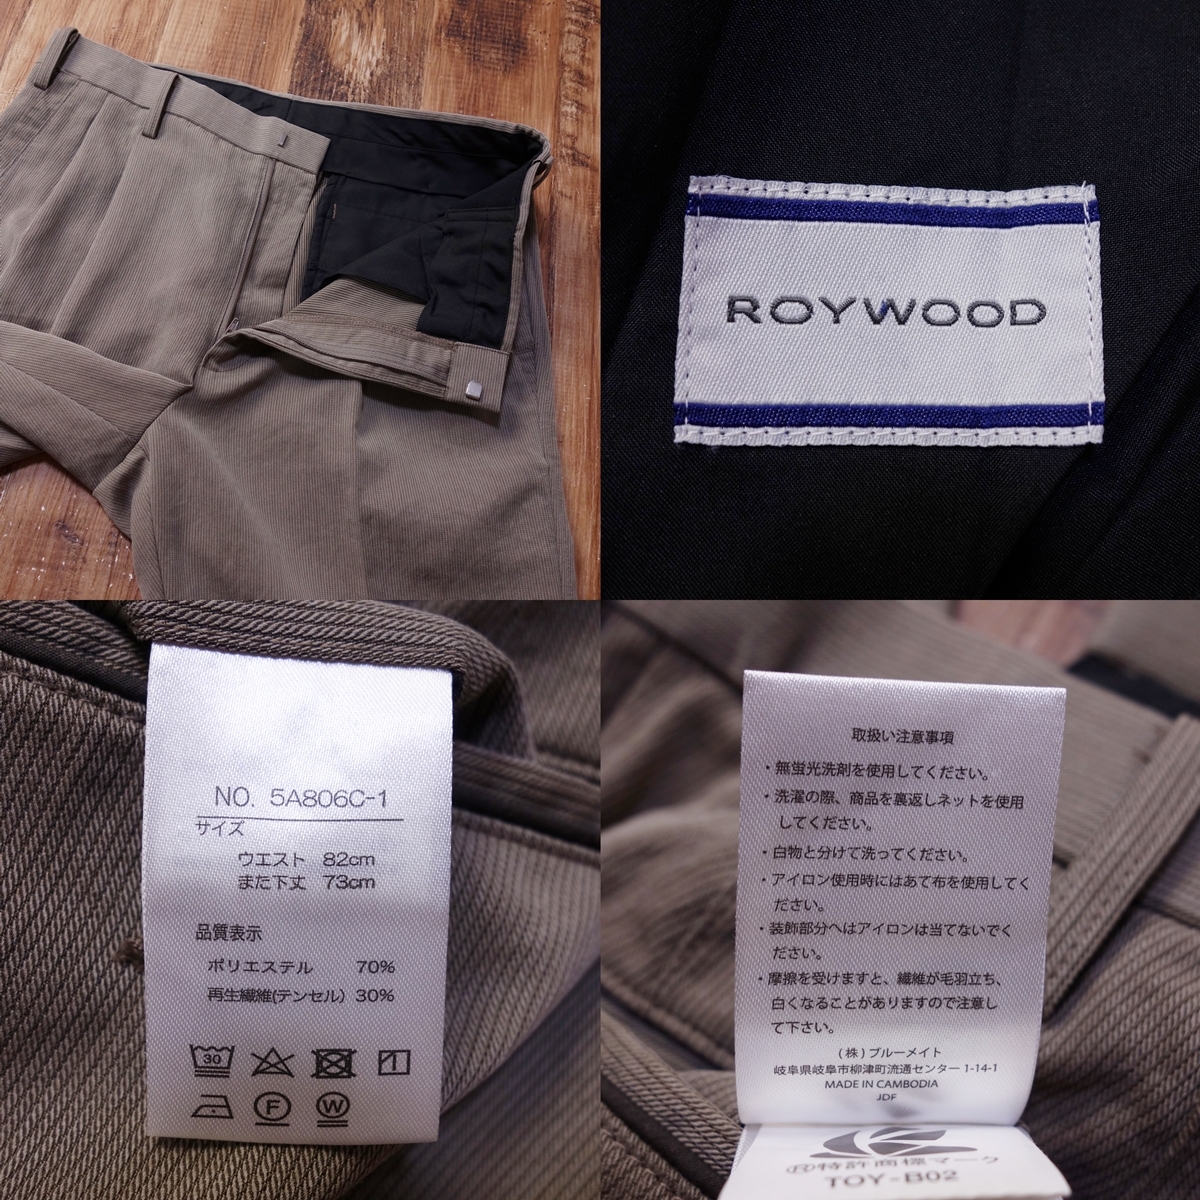 ROYWOOD
NO. 5A806C-1
サイズ
ウエスト 82cm
また下丈 73cm
品質表示
ポリエステル 70%
再生繊維(テンセル) 30%
30
F
W
取扱い注意事項
・無蛍光洗剤を使用してください。
・洗濯の際、商品を裏返しネットを使用
してください。
・白物と分けて洗ってください。
・アイロン使用時にはあて布を使用してく
ださい。
・装飾部分へはアイロンは当てないでく
ださい。
・摩擦を受けますと、繊維が毛羽立ち、
白くなることがありますので注意し
て下さい。
(株)ブルーメイト
岐阜県岐阜市柳津町流通センター 1-14-1
MADE IN CAMBODIA
JDF
®特許商標マーク
TOY-B02